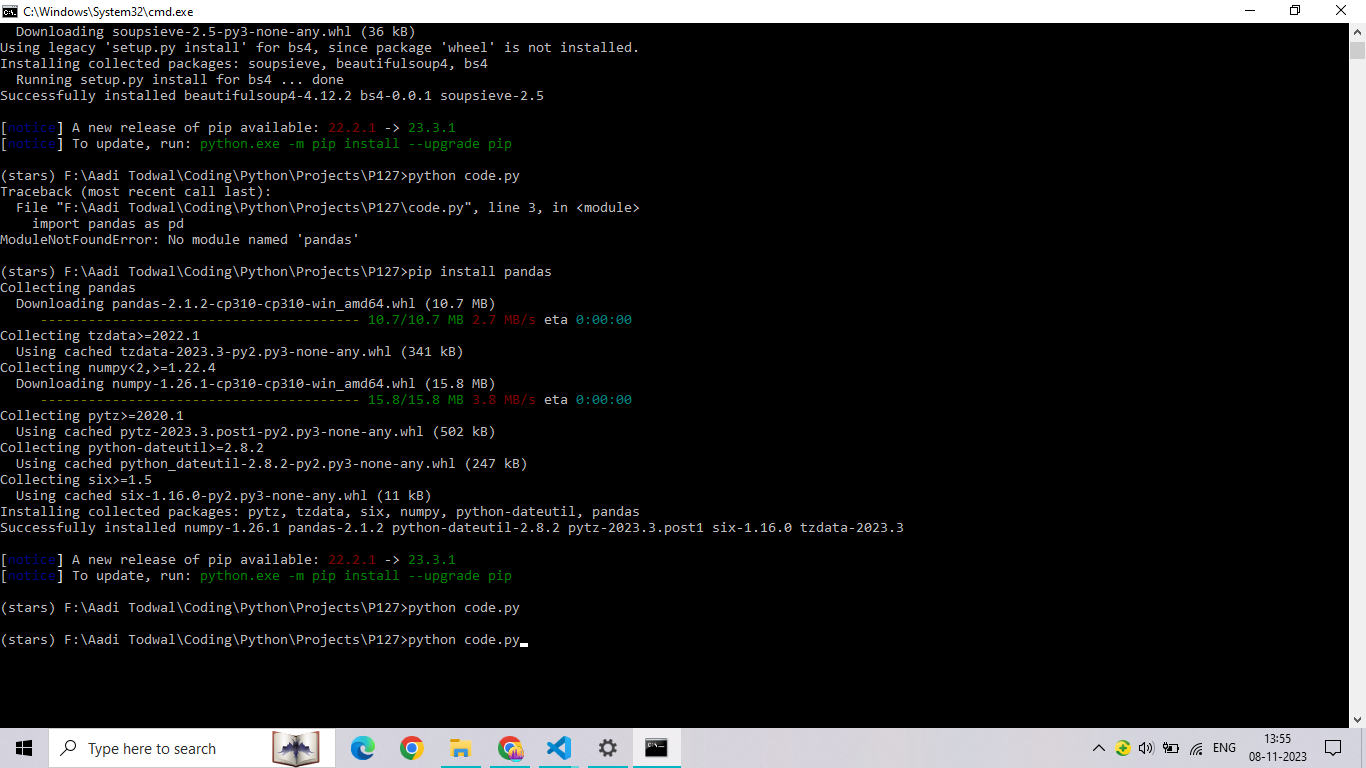 C:\Windows\System32\cmd.exe
  Downloading soupsieve-2.5-py3-none-any.whl (36 kB)
Using legacy 'setup.py install' for bs4, since package 'wheel' is not installed.
Installing collected packages: soupsieve, beautifulsoup4, bs4
  Running setup.py install for bs4 ... done
Successfully installed beautifulsoup4-4.12.2 bs4-0.0.1 soupsieve-2.5
[notice] A new release of pip available: 22.2.1 -> 23.3.1
[notice] To update, run: python.exe -m pip install --upgrade pip
(stars) F:\Aadi Todwal\Coding\Python\Projects\P127>python code.py
Traceback (most recent call last):
  File "F:\Aadi Todwal\Coding\Python\Projects\P127\code.py", line 3, in <module>
    import pandas as pd
ModuleNotFoundError: No module named 'pandas'
(stars) F:\Aadi Todwal\Coding\Python\Projects\P127>pip install pandas
Collecting pandas
  Downloading pandas-2.1.2-cp310-cp310-win_amd64.whl (10.7 MB)
     ---------------------------------------- 10.7/10.7 MB 2.7 MB/s eta 0:00:00
Collecting tzdata>=2022.1
  Using cached tzdata-2023.3-py2.py3-none-any.whl (341 kB)
Collecting numpy<2,>=1.22.4
  Downloading numpy-1.26.1-cp310-cp310-win_amd64.whl (15.8 MB)
     ---------------------------------------- 15.8/15.8 MB 3.8 MB/s eta 0:00:00
Collecting pytz>=2020.1
  Using cached pytz-2023.3.post1-py2.py3-none-any.whl (502 kB)
Collecting python-dateutil>=2.8.2
  Using cached python_dateutil-2.8.2-py2.py3-none-any.whl (247 kB)
Collecting six>=1.5
  Using cached six-1.16.0-py2.py3-none-any.whl (11 kB)
Installing collected packages: pytz, tzdata, six, numpy, python-dateutil, pandas
Successfully installed numpy-1.26.1 pandas-2.1.2 python-dateutil-2.8.2 pytz-2023.3.post1 six-1.16.0 tzdata-2023.3
[notice] A new release of pip available: 22.2.1 -> 23.3.1
[notice] To update, run: python.exe -m pip install --upgrade pip
(stars) F:\Aadi Todwal\Coding\Python\Projects\P127>python code.py
(stars) F:\Aadi Todwal\Coding\Python\Projects\P127>python code.py
Type here to search
ENG
13:55
08-11-2023